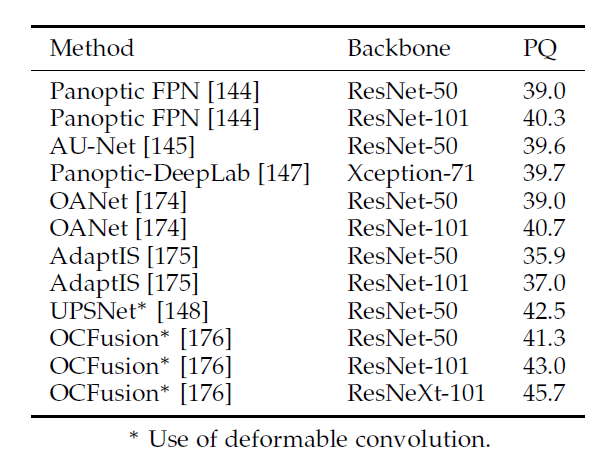 Method Backbone PQ
Panoptic FPN [144] ResNet-50 39.0
Panoptic FPN [144] ResNet-101 40.3
AU-Net [145] ResNet-50 39.6
Panoptic-DeepLab [147] Xception-71 39.7
OANet [174] ResNet-50 39.0
OANet [174] ResNet-101 40.7
AdaptIS [175] ResNet-50 35.9
AdaptIS [175] ResNet-101 37.0
UPSNet* [148] ResNet-50 42.5
OCFusion* [176] ResNet-50 41.3
OCFusion* [176] ResNet-101 43.0
OCFusion* [176] ResNeXt-101 45.7
* Use of deformable convolution.